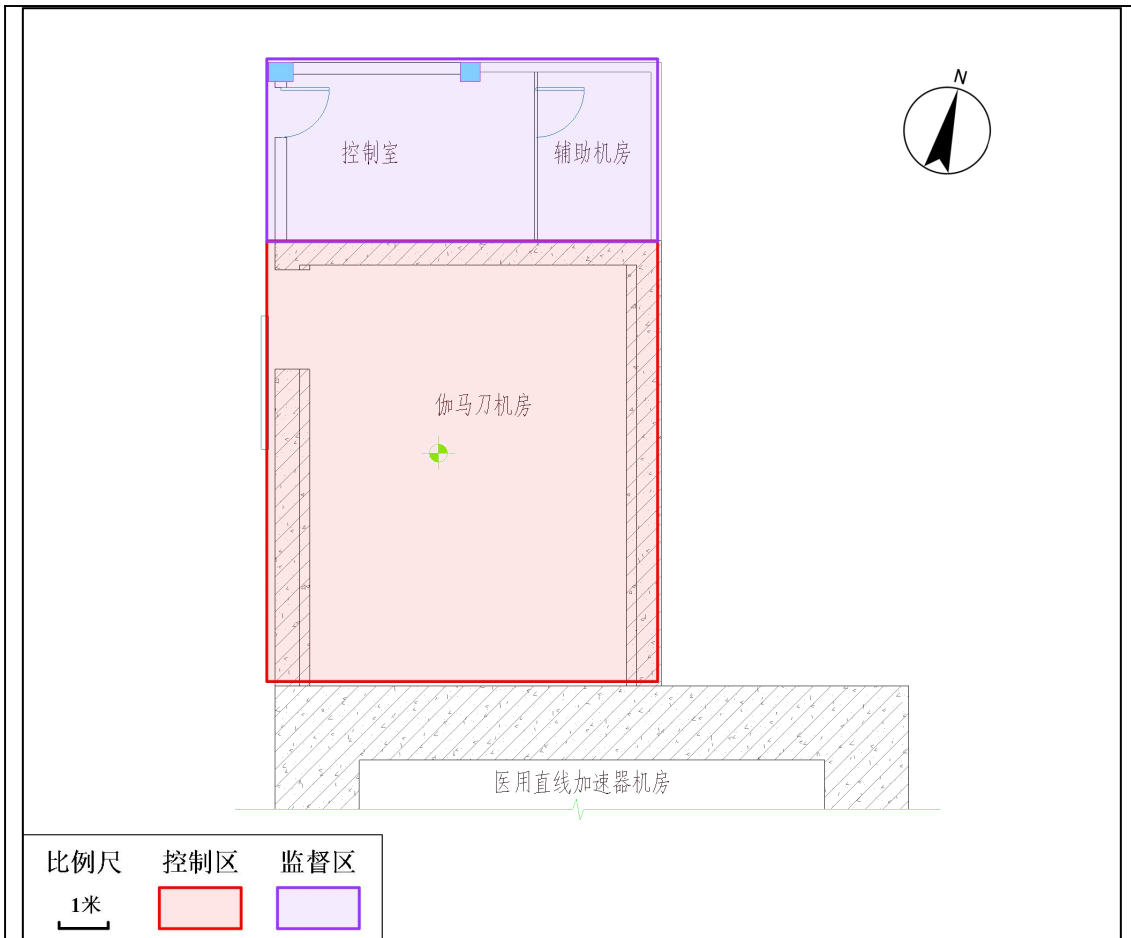 N
控制室
辅助机房
伽马刀机房
医用直线加速器机房
比例尺 控制区 监督区
1米